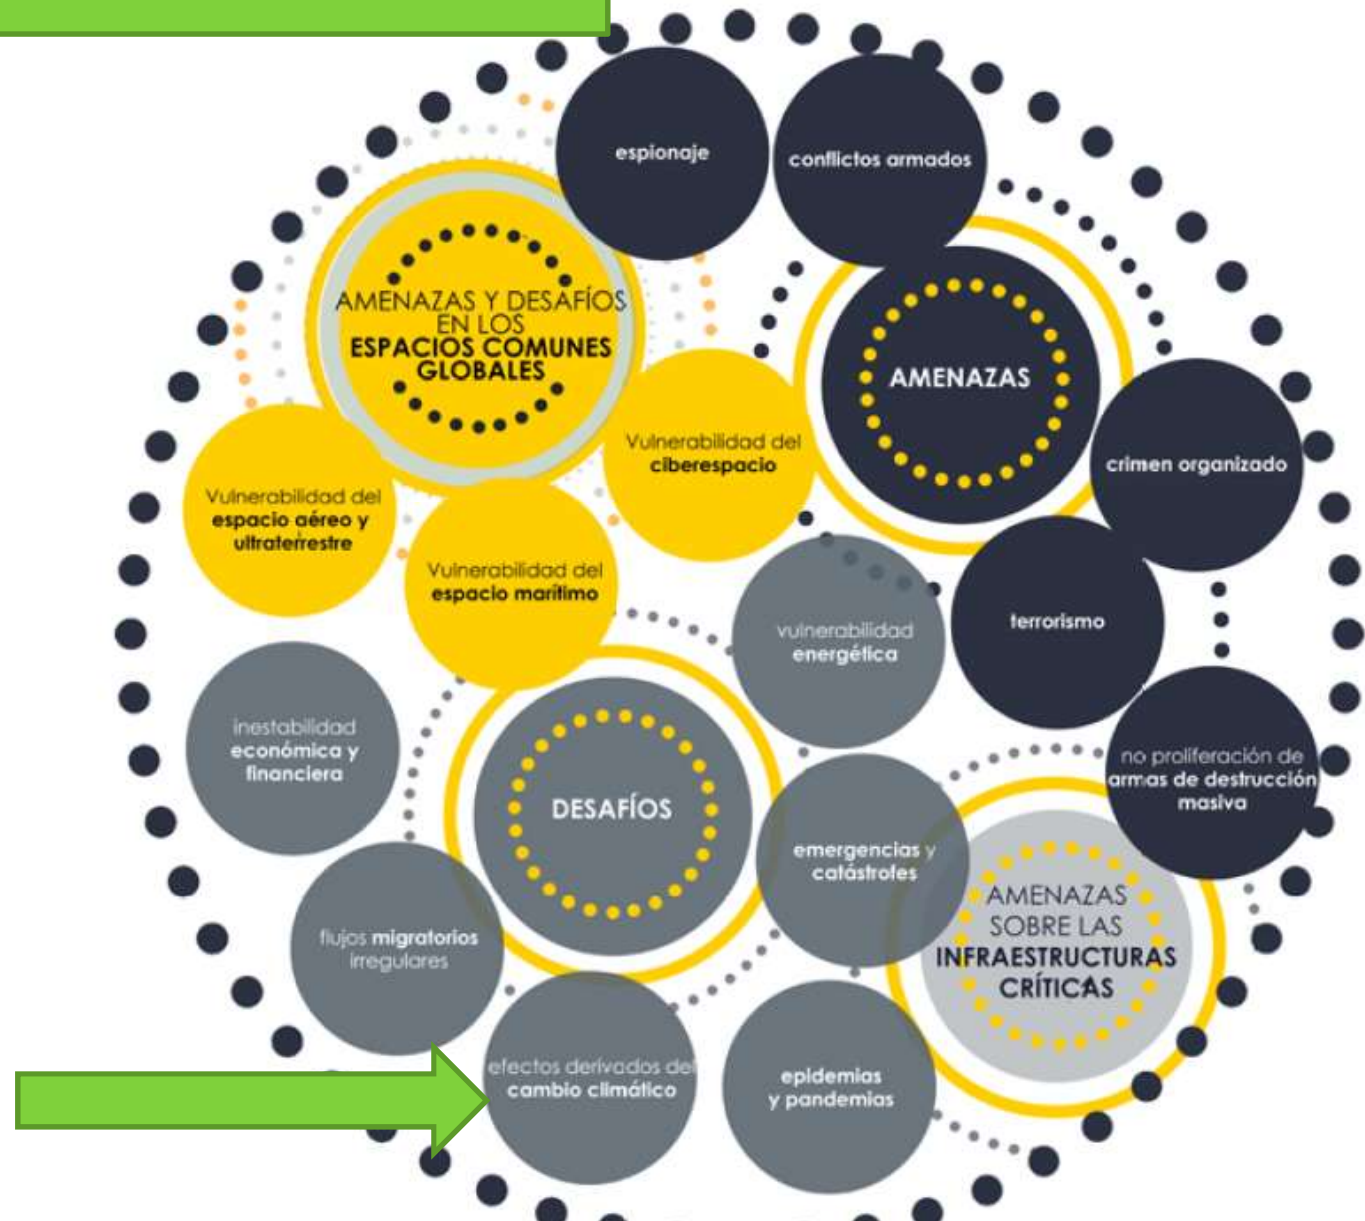 espionaje
conflictos armados
AMENAZAS Y DESAFÍOS
EN LOS
ESPACIOS COMUNES
GLOBALES
AMENAZAS
Vulnerabilidad del
ciberespacio
crimen organizado
Vulnerabilidad del
espacio aéreo y
ultraterrestre
Vulnerabilidad del
espacio marítimo
vulnerabilidad
energética
terrorismo
inestabilidad
económica y
financiera
no proliferación de
armas de destrucción
masiva
DESAFÍOS
emergencias y
catástrofes
AMENAZAS
SOBRE LAS
INFRAESTRUCTURAS
CRÍTICAS
flujos migratorios
irregulares
efectos derivados del
cambio climático
epidemias
y pandemias